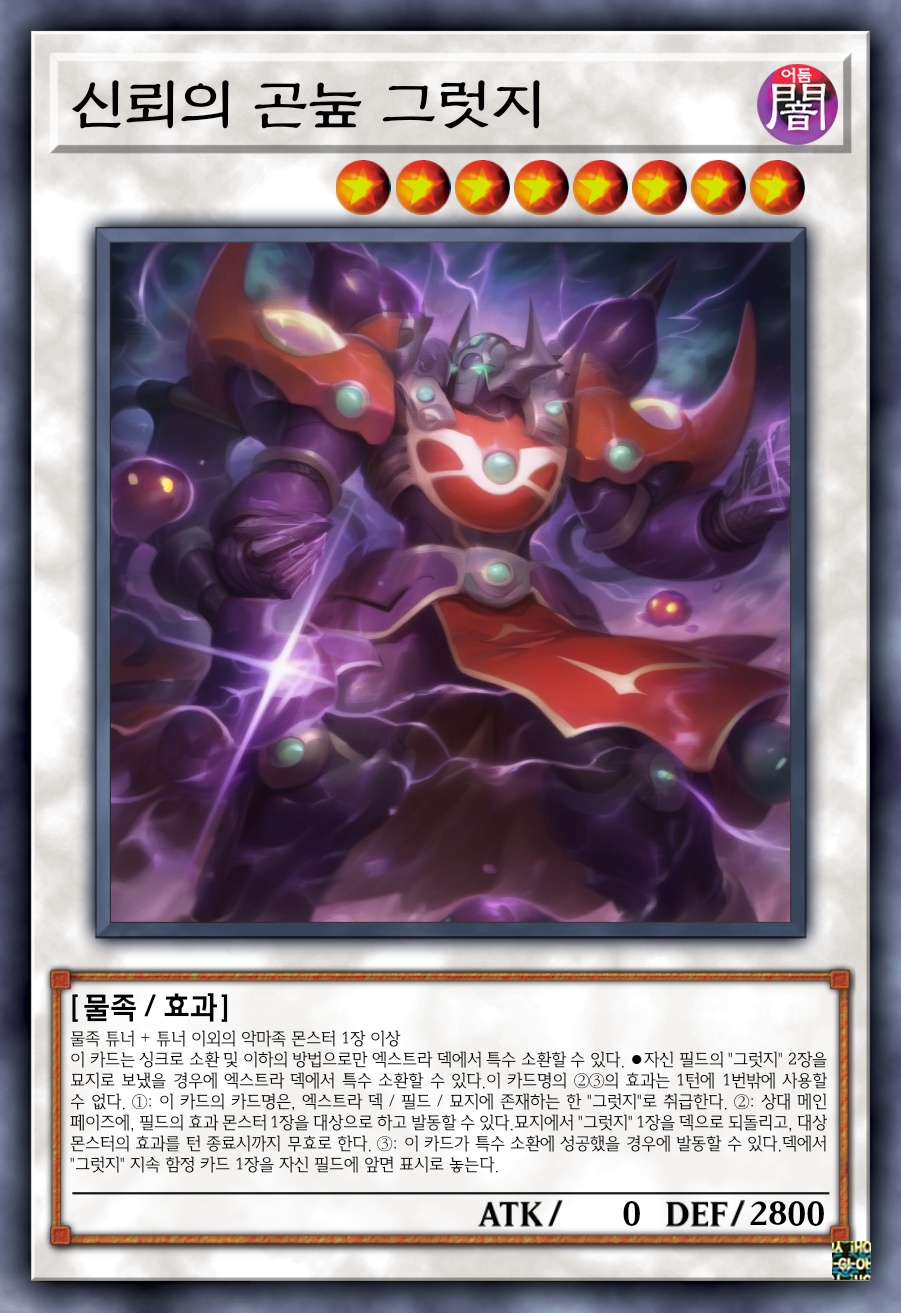 신뢰의 곤눞 그럿지
어둠
闇
[물족 / 효과]
물족 튜너 + 튜너 이외의 악마족 몬스터 1장 이상
이 카드는 싱크로 소환 및 이하의 방법으로만 엑스트라 덱에서 특수 소환할 수 있다. ●자신 필드의 "그럿지" 2장을
묘지로 보냈을 경우에 엑스트라 덱에서 특수 소환할 수 있다.이 카드명의 ②③의 효과는 1턴에 1번밖에 사용할
수 없다. ①: 이 카드의 카드명은, 엑스트라 덱 / 필드 / 묘지에 존재하는 한 "그럿지"로 취급한다. ②: 상대 메인
페이즈에, 필드의 효과 몬스터 1장을 대상으로 하고 발동할 수 있다.묘지에서 "그럿지" 1장을 덱으로 되돌리고, 대상
몬스터의 효과를 턴 종료시까지 무효로 한다. ③: 이 카드가 특수 소환에 성공했을 경우에 발동할 수 있다.덱에서
"그럿지" 지속 함정 카드 1장을 자신 필드에 앞면 표시로 놓는다.
ATK/ 0 DEF/2800